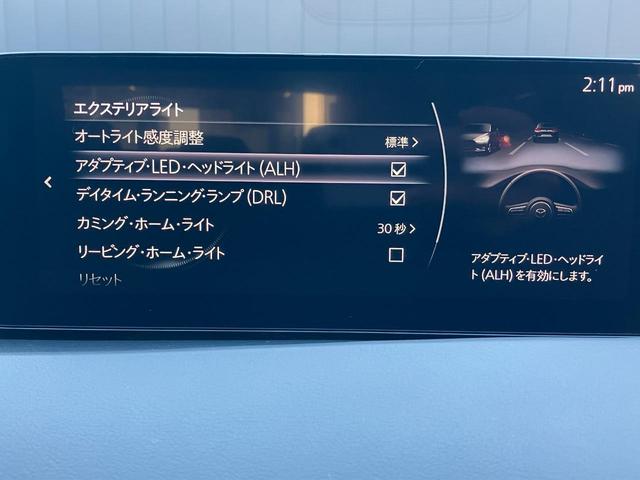 2:11pm
エクステリアライト
オートライト感度調整 標準
アダプティブ・LED・ヘッドライト(ALH)
デイタイム・ランニング・ランプ(DRL)
カミング・ホーム・ライト 30秒
リービング・ホーム・ライト
リセット
アダプティブ・LED・ヘッドライ
ト(ALH)を有効にします。